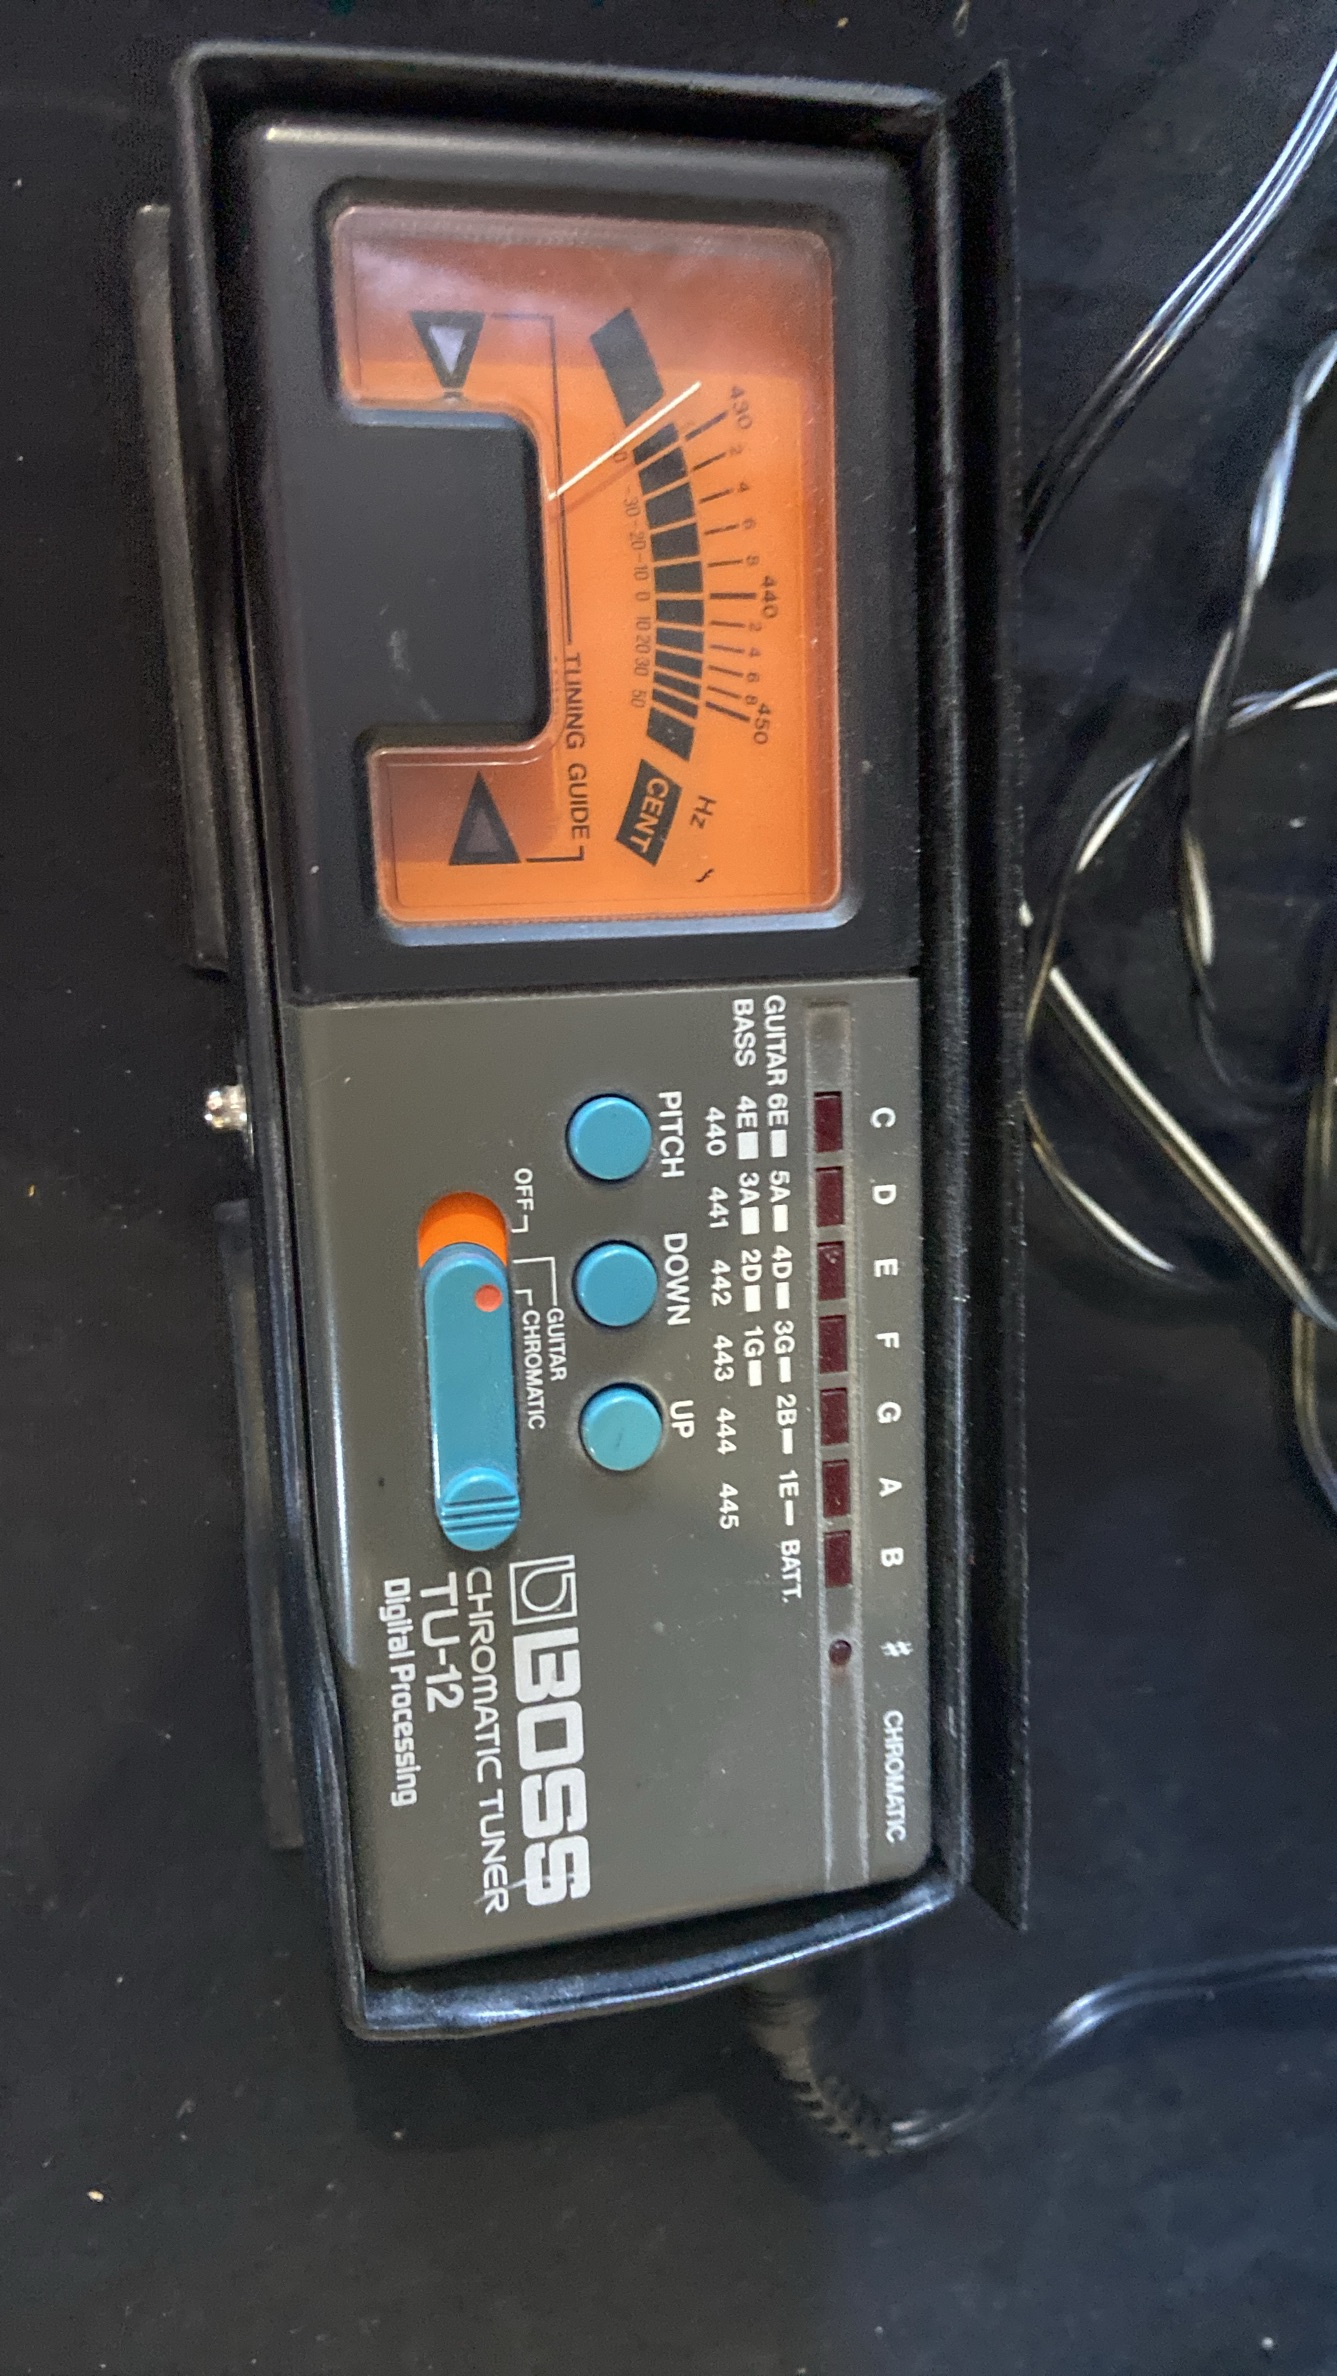 430 2 4 6 8 440 2 4 6 8 450
Hz
-30 -20 -10 0 10 20 30 50
CENT
TUNING GUIDE
C D E F G A B # CHROMATIC
GUITAR 6E 5A 4D 3G 2B 1E BATT.
BASS 4E 3A 2D 1G
440 441 442 443 444 445
PITCH DOWN UP
OFF
GUITAR
CHROMATIC
BOSS
CHROMATIC TUNER
TU-12
Digital Processing